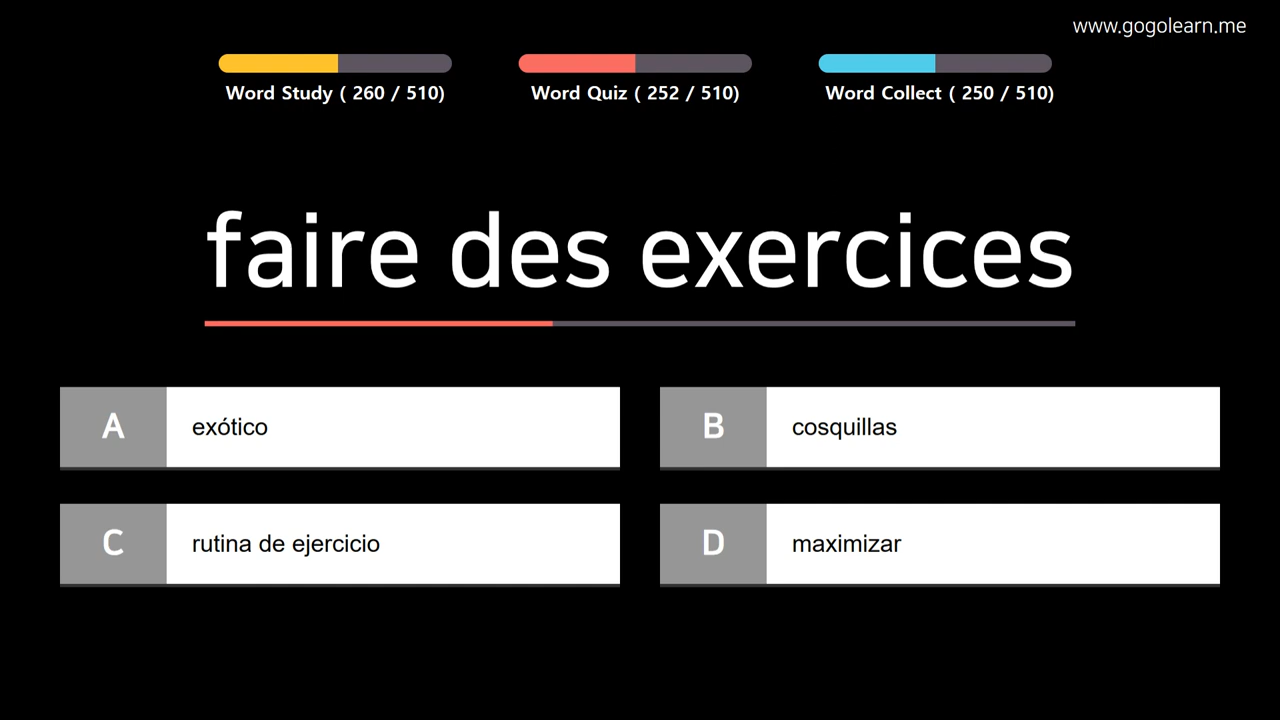 www.gogolearn.me
Word Study ( 260 / 510)
Word Quiz ( 252 / 510)
Word Collect ( 250 / 510)
faire des exercices
A exótico
B cosquillas
C rutina de ejercicio
D maximizar